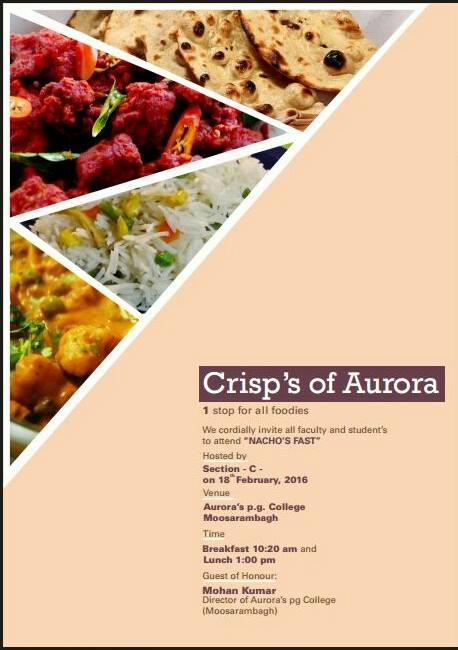 Crisp's of Aurora
1 stop for all foodies
We cordially invite all faculty and student's
to attend "NACHO'S FAST"
Hosted by
Section - C -
on 18th February, 2016
Venue
Aurora's p.g. College
Moosarambagh
Time
Breakfast 10:20 am and
Lunch 1:00 pm
Guest of Honour:
Mohan Kumar
Director of Aurora's pg College
(Moosarambagh)